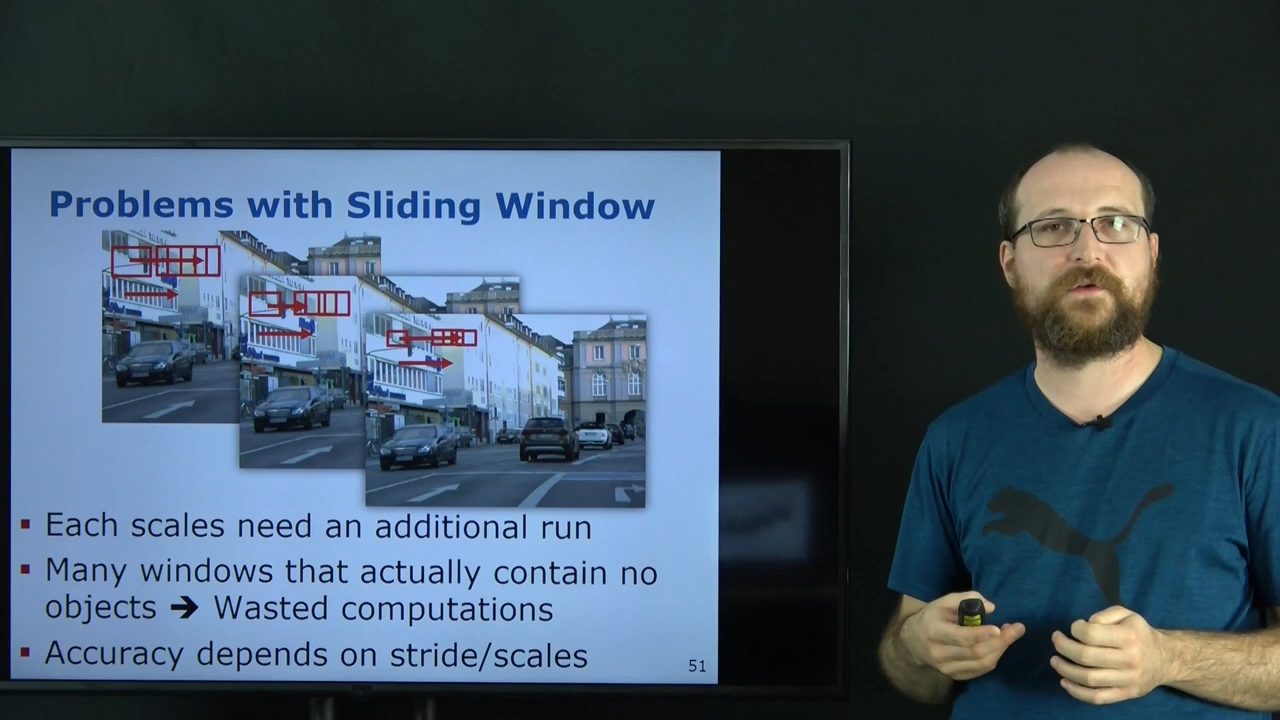 Problems with Sliding Window
▪ Each scales need an additional run
▪ Many windows that actually contain no
objects ➔ Wasted computations
▪ Accuracy depends on stride/scales
51